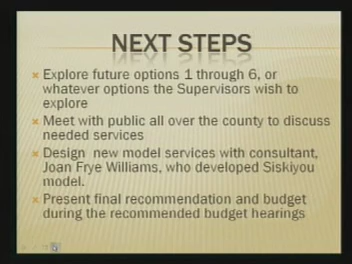 NEXT STEPS
Explore future options 1 through 6, or
whatever options the Supervisors wish to
explore
Meet with public all over the county to discuss
needed services
Design new model services with consultant,
Joan Frye Williams, who developed Siskiyou
model.
Present final recommendation and budget
during the recommended budget hearings